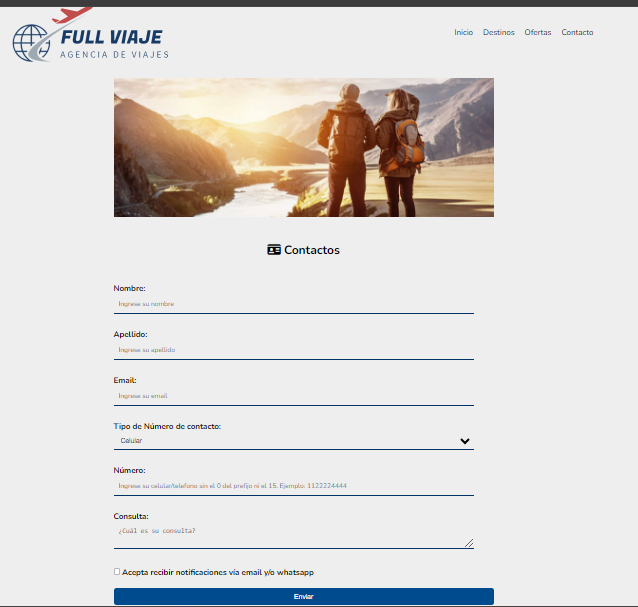 FULL VIAJE
AGENCIA DE VIAJES
Inicio Destinos Ofertas Contacto
Contactos
Nombre:
Ingrese su nombre
Apellido:
Ingrese su apellido
Email:
Ingrese su email
Tipo de Número de contacto:
Celular
Número:
Ingrese su celular/telefono sin el 0 del prefijo ni el 15. Ejemplo: 1122224444
Consulta:
¿Cuál es su consulta?
Acepta recibir notificaciones vía email y/o whatsapp
Enviar